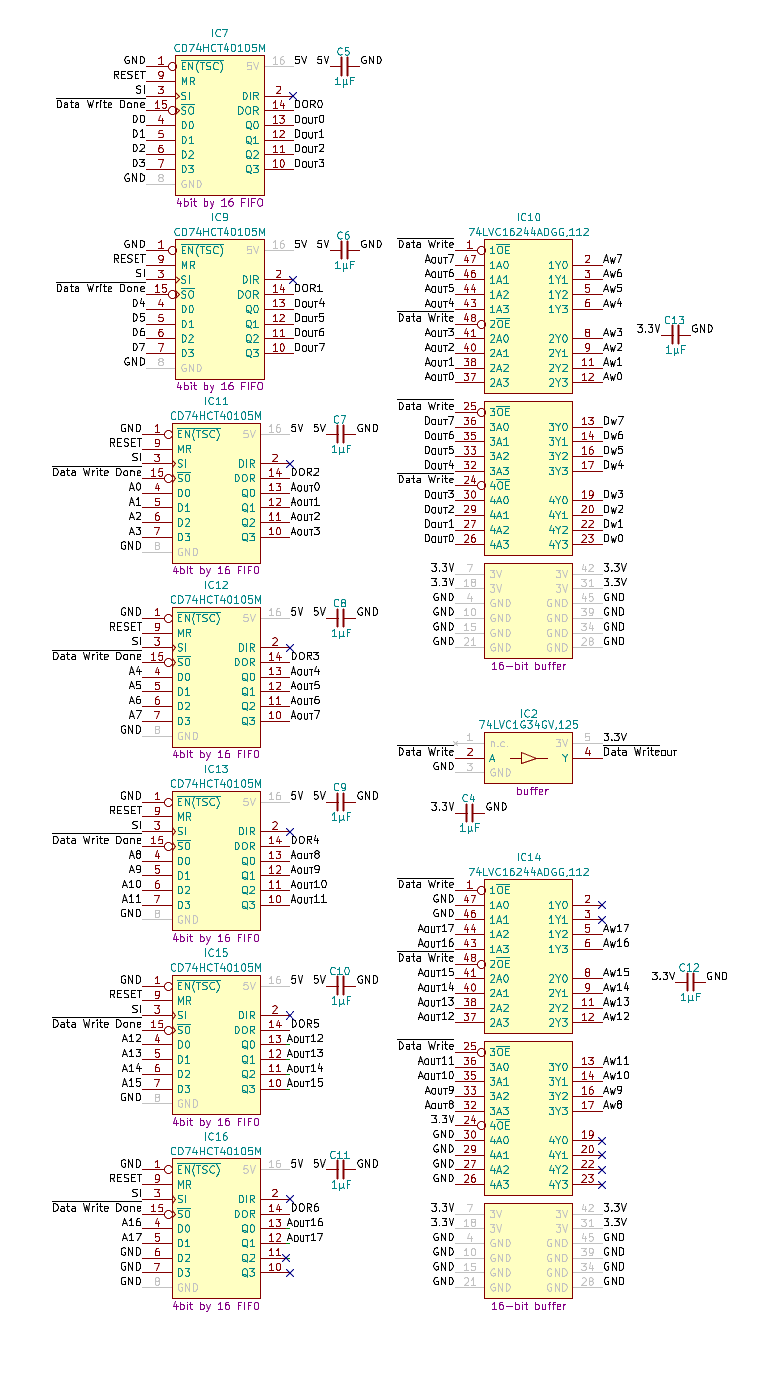 IC7
CD74HCT40105M
GND 1 EN(TSC) 5V 16 5V 5V C5 GND
RESET 9 MR 1µF
SI 3 SI DIR 2
Data Write Done 15 SO DOR 14 DOR0
D0 4 D0 Q0 13 Dout0
D1 5 D1 Q1 12 Dout1
D2 6 D2 Q2 11 Dout2
D3 7 D3 Q3 10 Dout3
GND 8 GND
4bit by 16 FIFO
IC9
CD74HCT40105M
GND 1 EN(TSC) 5V 16 5V 5V C6 GND
RESET 9 MR 1µF
SI 3 SI DIR 2
Data Write Done 15 SO DOR 14 DOR1
D4 4 D0 Q0 13 Dout4
D5 5 D1 Q1 12 Dout5
D6 6 D2 Q2 11 Dout6
D7 7 D3 Q3 10 Dout7
GND 8 GND
4bit by 16 FIFO
IC11
CD74HCT40105M
GND 1 EN(TSC) 5V 16 5V 5V C7 GND
RESET 9 MR 1µF
SI 3 SI DIR 2
Data Write Done 15 SO DOR 14 DOR2
A0 4 D0 Q0 13 Aout0
A1 5 D1 Q1 12 Aout1
A2 6 D2 Q2 11 Aout2
A3 7 D3 Q3 10 Aout3
GND 8 GND
4bit by 16 FIFO
IC12
CD74HCT40105M
GND 1 EN(TSC) 5V 16 5V 5V C8 GND
RESET 9 MR 1µF
SI 3 SI DIR 2
Data Write Done 15 SO DOR 14 DOR3
A4 4 D0 Q0 13 Aout4
A5 5 D1 Q1 12 Aout5
A6 6 D2 Q2 11 Aout6
A7 7 D3 Q3 10 Aout7
GND 8 GND
4bit by 16 FIFO
IC13
CD74HCT40105M
GND 1 EN(TSC) 5V 16 5V 5V C9 GND
RESET 9 MR 1µF
SI 3 SI DIR 2
Data Write Done 15 SO DOR 14 DOR4
A8 4 D0 Q0 13 Aout8
A9 5 D1 Q1 12 Aout9
A10 6 D2 Q2 11 Aout10
A11 7 D3 Q3 10 Aout11
GND 8 GND
4bit by 16 FIFO
IC15
CD74HCT40105M
GND 1 EN(TSC) 5V 16 5V 5V C10 GND
RESET 9 MR 1µF
SI 3 SI DIR 2
Data Write Done 15 SO DOR 14 DOR5
A12 4 D0 Q0 13 Aout12
A13 5 D1 Q1 12 Aout13
A14 6 D2 Q2 11 Aout14
A15 7 D3 Q3 10 Aout15
GND 8 GND
4bit by 16 FIFO
IC16
CD74HCT40105M
GND 1 EN(TSC) 5V 16 5V 5V C11 GND
RESET 9 MR 1µF
SI 3 SI DIR 2
Data Write Done 15 SO DOR 14 DOR6
A16 4 D0 Q0 13 Aout16
A17 5 D1 Q1 12 Aout17
GND 6 D2 Q2 11
GND 7 D3 Q3 10
GND 8 GND
4bit by 16 FIFO
IC10
74LVC16244ADGG,112
Data Write 1 1OE
Aout7 47 1A0 1Y0 2 Aw7
Aout6 46 1A1 1Y1 3 Aw6
Aout5 44 1A2 1Y2 5 Aw5
Aout4 43 1A3 1Y3 6 Aw4
Data Write 48 2OE
Aout3 41 2A0 2Y0 8 Aw3
Aout2 40 2A1 2Y1 9 Aw2
Aout1 38 2A2 2Y2 11 Aw1
Aout0 37 2A3 2Y3 12 Aw0
C13
3.3V GND
1µF
Data Write 25 3OE
Dout7 36 3A0 3Y0 13 Dw7
Dout6 35 3A1 3Y1 14 Dw6
Dout5 33 3A2 3Y2 16 Dw5
Dout4 32 3A3 3Y3 17 Dw4
Data Write 24 4OE
Dout3 30 4A0 4Y0 19 Dw3
Dout2 29 4A1 4Y1 20 Dw2
Dout1 27 4A2 4Y2 22 Dw1
Dout0 26 4A3 4Y3 23 Dw0
3.3V 7 3V 3V 42 3.3V
3.3V 18 3V 3V 31 3.3V
GND 4 GND GND 45 GND
GND 10 GND GND 39 GND
GND 15 GND GND 34 GND
GND 21 GND GND 28 GND
16-bit buffer
IC2
74LVC1G34GV,125
1 n.c. 3V 5 3.3V
Data Write 2 A Y 4 Data Writeout
GND 3 GND
buffer
C4
3.3V GND
1µF
IC14
74LVC16244ADGG,112
Data Write 1 1OE
GND 47 1A0 1Y0 2
GND 46 1A1 1Y1 3
Aout17 44 1A2 1Y2 5 Aw17
Aout16 43 1A3 1Y3 6 Aw16
Data Write 48 2OE
Aout15 41 2A0 2Y0 8 Aw15
Aout14 40 2A1 2Y1 9 Aw14
Aout13 38 2A2 2Y2 11 Aw13
Aout12 37 2A3 2Y3 12 Aw12
C12
3.3V GND
1µF
Data Write 25 3OE
Aout11 36 3A0 3Y0 13 Aw11
Aout10 35 3A1 3Y1 14 Aw10
Aout9 33 3A2 3Y2 16 Aw9
Aout8 32 3A3 3Y3 17 Aw8
3.3V 24 4OE
GND 30 4A0 4Y0 19
GND 29 4A1 4Y1 20
GND 27 4A2 4Y2 22
GND 26 4A3 4Y3 23
3.3V 7 3V 3V 42 3.3V
3.3V 18 3V 3V 31 3.3V
GND 4 GND GND 45 GND
GND 10 GND GND 39 GND
GND 15 GND GND 34 GND
GND 21 GND GND 28 GND
16-bit buffer